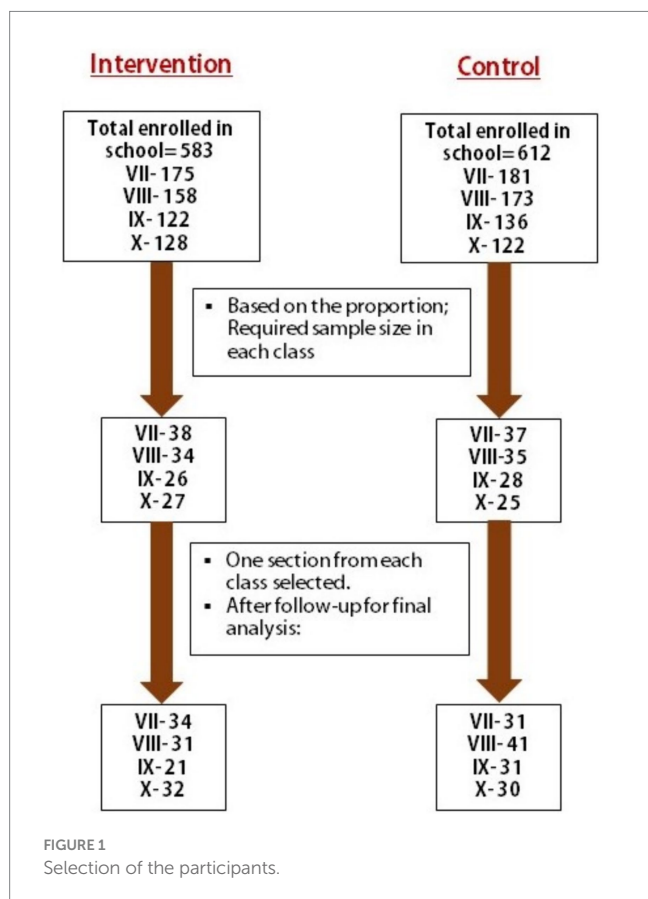 Intervention
Control
Total enrolled in
school= 583
VII- 175
VIII- 158
IX- 122
X- 128
Total enrolled in
school= 612
VII- 181
VIII- 173
IX- 136
X- 122
▪ Based on the proportion;
Required sample size in
each class
VII- 38
VIII- 34
IX- 26
X- 27
VII- 37
VIII- 35
IX- 28
X- 25
▪ One section from each
class selected.
▪ After follow-up for final
analysis:
VII- 34
VIII- 31
IX- 21
X- 32
VII- 31
VIII- 41
IX- 31
X- 30
FIGURE 1
Selection of the participants.